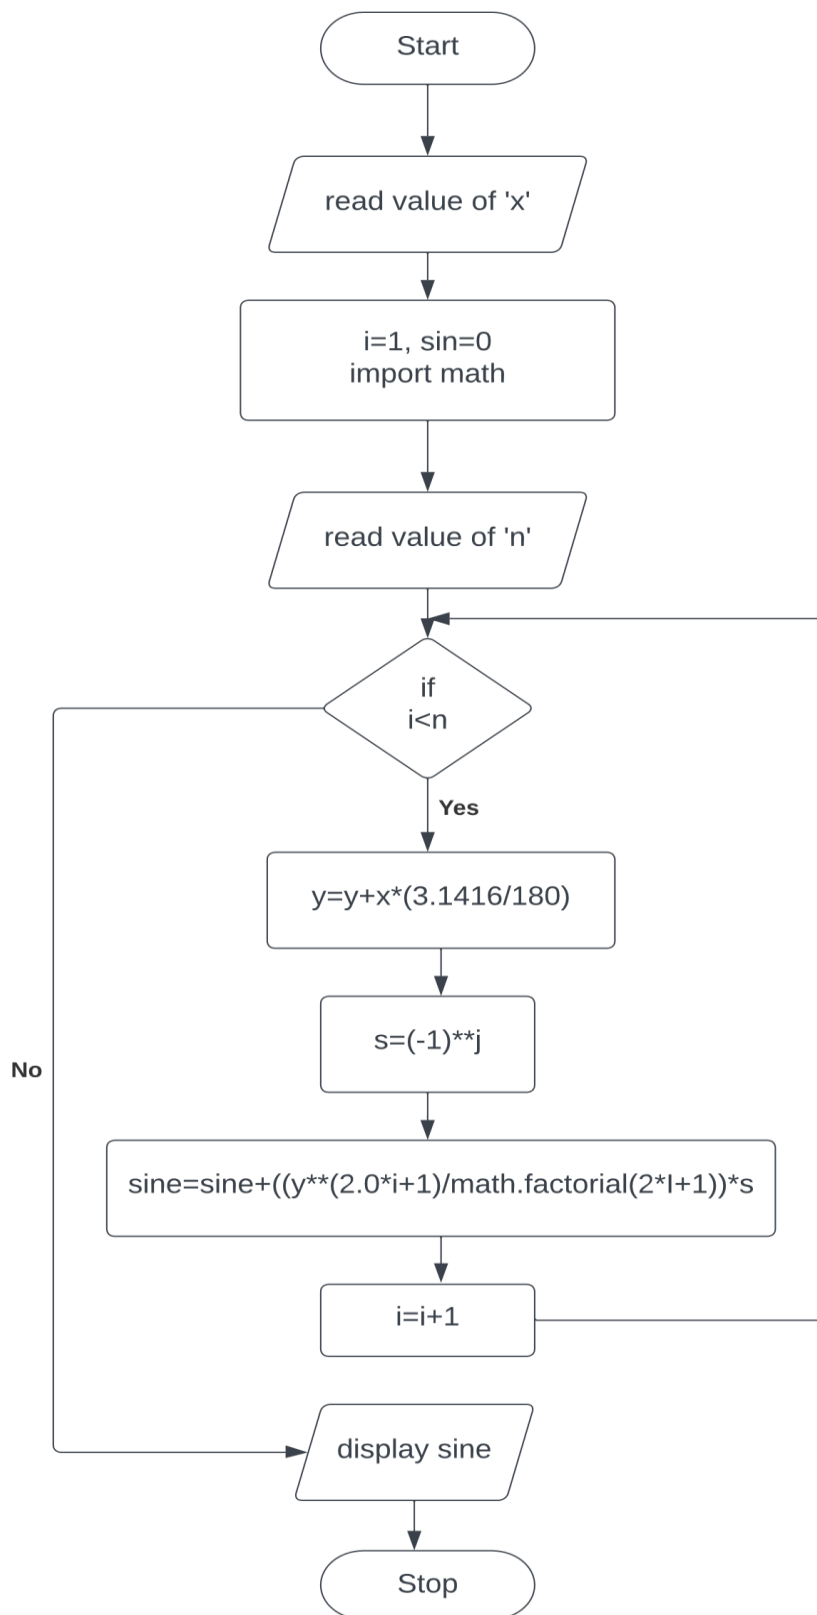 Start
read value of 'x'
i=1, sin=0
import math
read value of 'n'
if
i<n
Yes
y=y+x*(3.1416/180)
s=(-1)**j
No
sine=sine+((y**(2.0*i+1)/math.factorial(2*I+1))*s
i=i+1
display sine
Stop